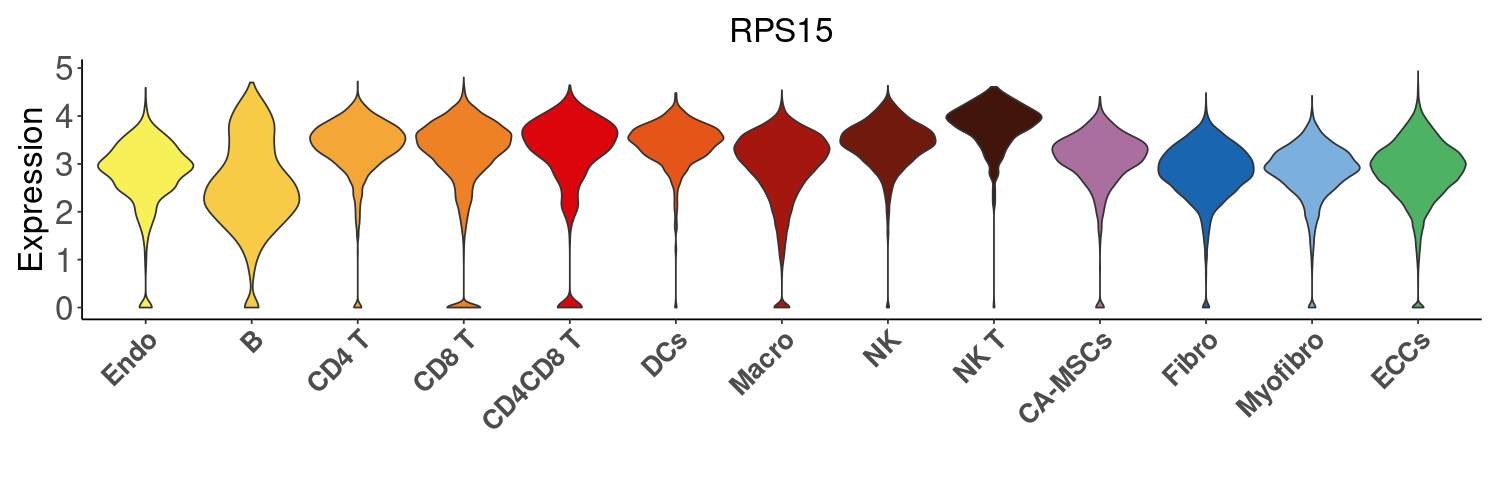 RPS15
Expression
5
4
3
2
1
0
Endo
B
CD4 T
CD8 T
CD4CD8 T
DCs
Macro
NK
NK T
CA-MSCs
Fibro
Myofibro
ECCs